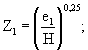 Z₁ = (e₁/H)^0,25;